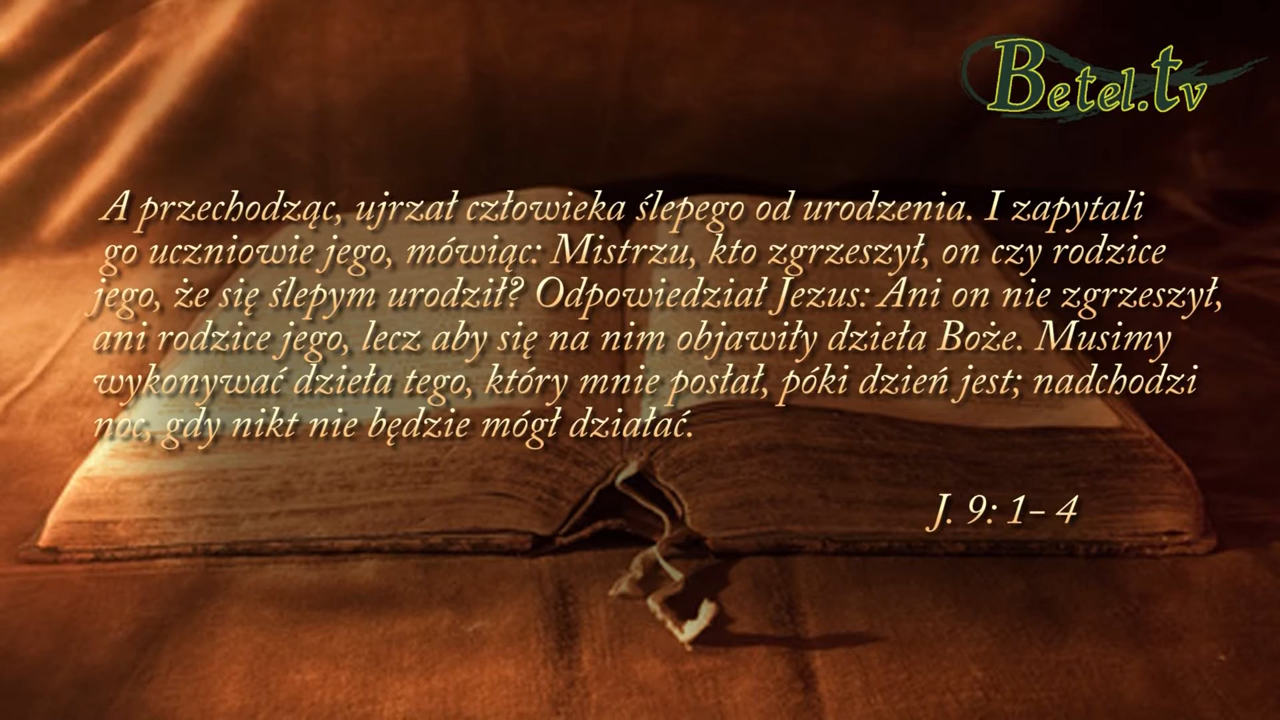 Betel.tv
A przechodząc, ujrzał człowieka ślepego od urodzenia. I zapytali
go uczniowie jego, mówiąc: Mistrzu, kto zgrzeszył, on czy rodzice
jego, że się ślepym urodził? Odpowiedział Jezus: Ani on nie zgrzeszył,
ani rodzice jego, lecz aby się na nim objawiły dzieła Boże. Musimy
wykonywać dzieła tego, który mnie posłał, póki dzień jest; nadchodzi
noc, gdy nikt nie będzie mógł działać.
J. 9: 1- 4